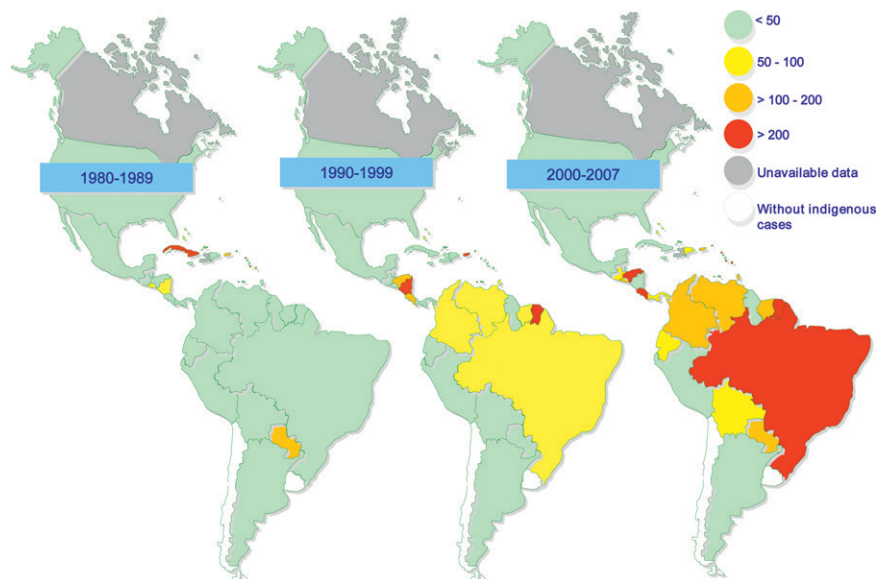 < 50
50 - 100
> 100 - 200
> 200
Unavailable data
Without indigenous
cases
1980-1989
1990-1999
2000-2007